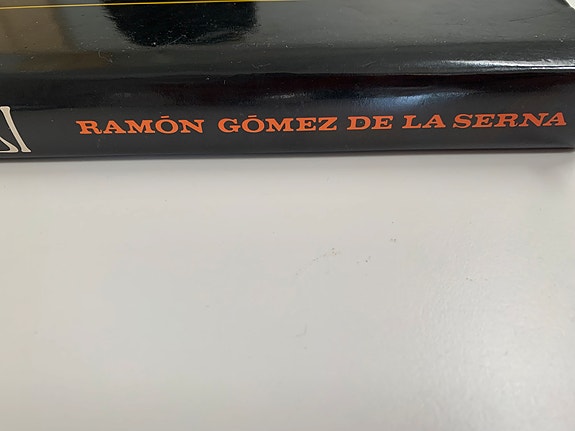 RAMÓN GÓMEZ DE LA SERNA